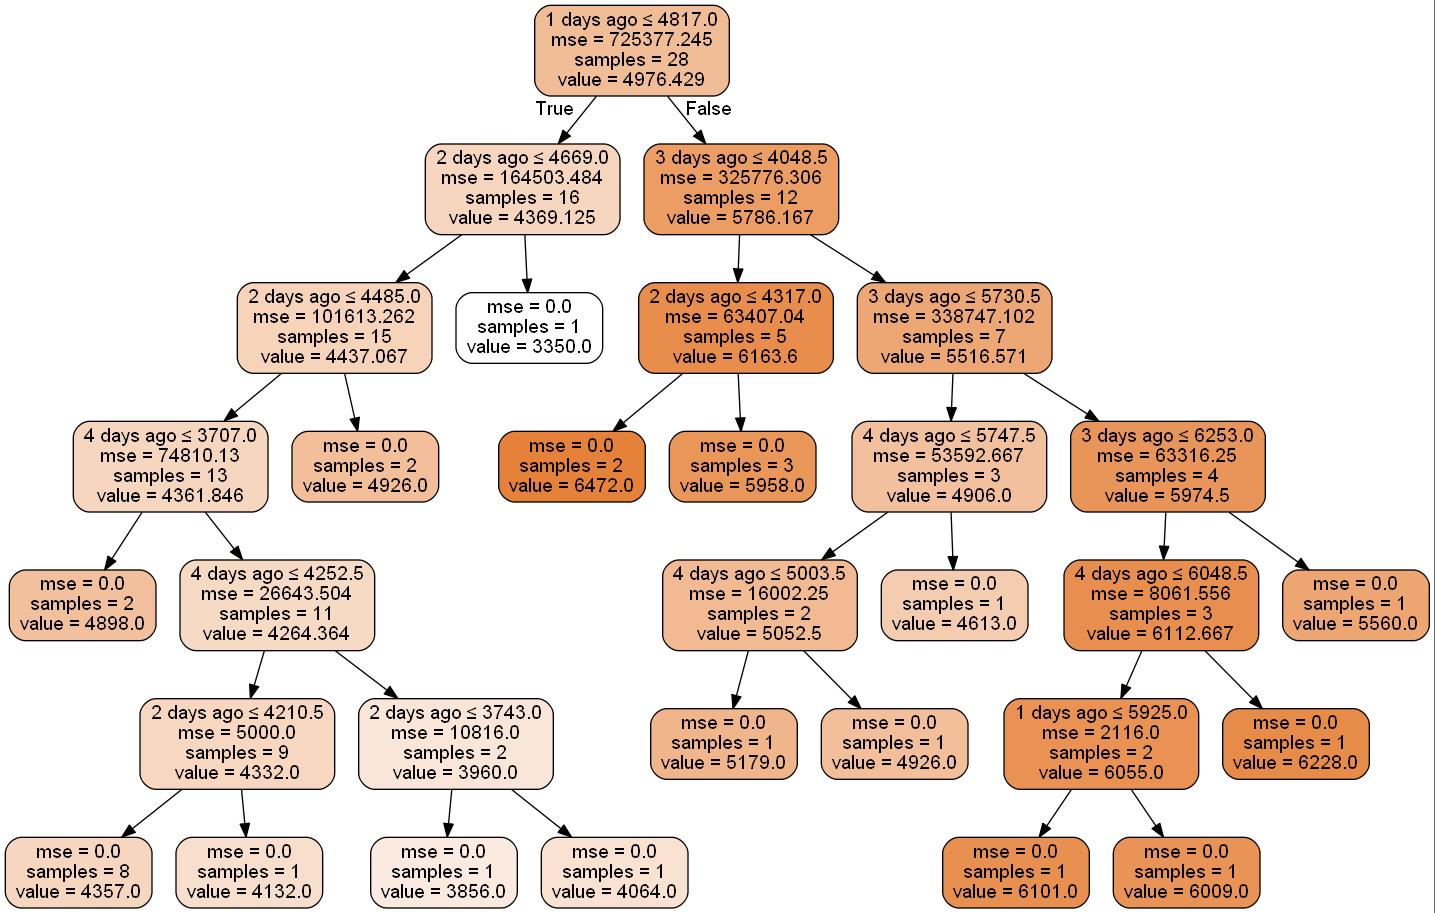 1 days ago ≤ 4817.0
mse = 725377.245
samples = 28
value = 4976.429
True
False
2 days ago ≤ 4669.0
mse = 164503.484
samples = 16
value = 4369.125
3 days ago ≤ 4048.5
mse = 325776.306
samples = 12
value = 5786.167
2 days ago ≤ 4485.0
mse = 101613.262
samples = 15
value = 4437.067
mse = 0.0
samples = 1
value = 3350.0
2 days ago ≤ 4317.0
mse = 63407.04
samples = 5
value = 6163.6
3 days ago ≤ 5730.5
mse = 338747.102
samples = 7
value = 5516.571
4 days ago ≤ 3707.0
mse = 74810.13
samples = 13
value = 4361.846
mse = 0.0
samples = 2
value = 4926.0
mse = 0.0
samples = 2
value = 6472.0
mse = 0.0
samples = 3
value = 5958.0
4 days ago ≤ 5747.5
mse = 53592.667
samples = 3
value = 4906.0
3 days ago ≤ 6253.0
mse = 63316.25
samples = 4
value = 5974.5
mse = 0.0
samples = 2
value = 4898.0
4 days ago ≤ 4252.5
mse = 26643.504
samples = 11
value = 4264.364
4 days ago ≤ 5003.5
mse = 16002.25
samples = 2
value = 5052.5
mse = 0.0
samples = 1
value = 4613.0
4 days ago ≤ 6048.5
mse = 8061.556
samples = 3
value = 6112.667
mse = 0.0
samples = 1
value = 5560.0
2 days ago ≤ 4210.5
mse = 5000.0
samples = 9
value = 4332.0
2 days ago ≤ 3743.0
mse = 10816.0
samples = 2
value = 3960.0
mse = 0.0
samples = 1
value = 5179.0
mse = 0.0
samples = 1
value = 4926.0
1 days ago ≤ 5925.0
mse = 2116.0
samples = 2
value = 6055.0
mse = 0.0
samples = 1
value = 6228.0
mse = 0.0
samples = 8
value = 4357.0
mse = 0.0
samples = 1
value = 4132.0
mse = 0.0
samples = 1
value = 3856.0
mse = 0.0
samples = 1
value = 4064.0
mse = 0.0
samples = 1
value = 6101.0
mse = 0.0
samples = 1
value = 6009.0